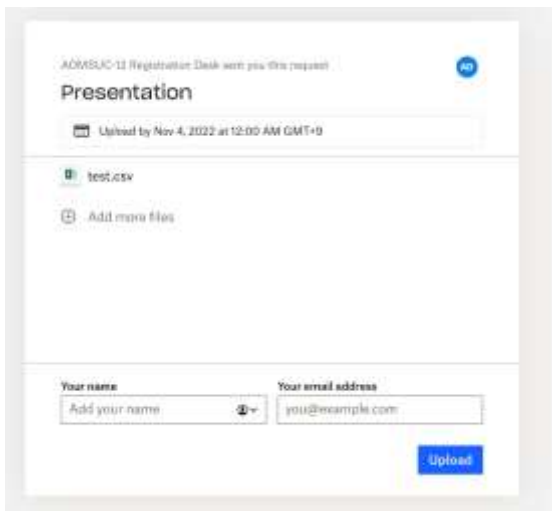 AOMSUC-12 Registration Desk sent you this request
AD
Presentation
Upload by Nov 4, 2022 at 12:00 AM GMT+9
test.csv
Add more files
Your name
Your email address
Add your name
you@example.com
Upload